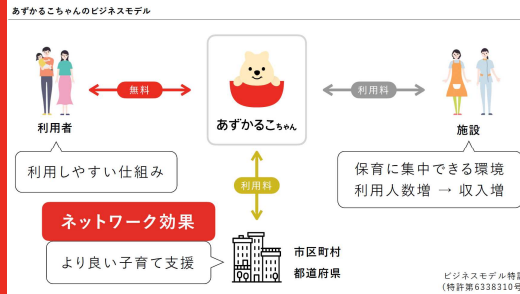 あずかるこちゃんのビジネスモデル
無料
利用料
利用者
あずかるこちゃん
施設
利用しやすい仕組み
利用料
保育に集中できる環境
利用人数増 → 収入増
ネットワーク効果
より良い子育て支援
市区町村
都道府県
ビジネスモデル特許
(特許第6338310号